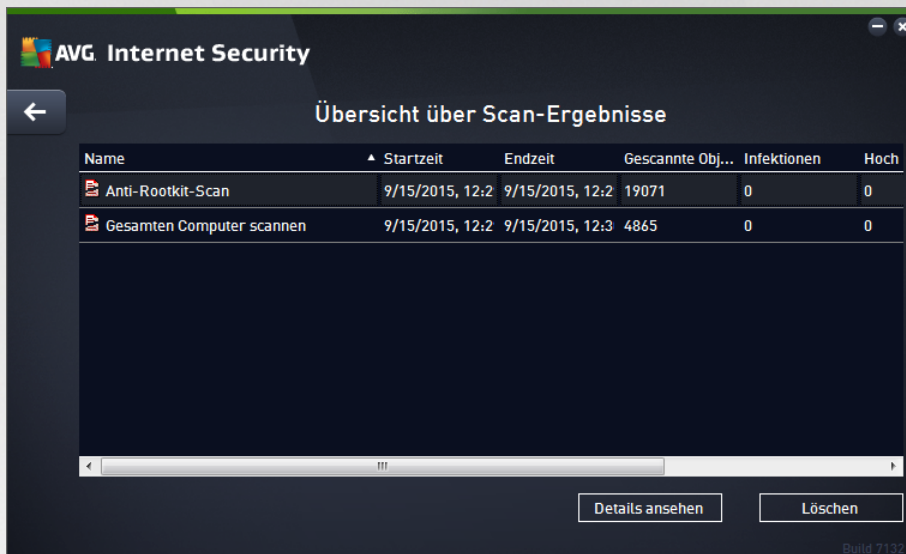 AVG. Internet Security
Übersicht über Scan-Ergebnisse
Name Startzeit Endzeit Gescannte Obj... Infektionen Hoch
Anti-Rootkit-Scan 9/15/2015, 12:2 9/15/2015, 12:2 19071 0 0
Gesamten Computer scannen 9/15/2015, 12:2 9/15/2015, 12:3 4865 0 0
Details ansehen Löschen
Build 7132